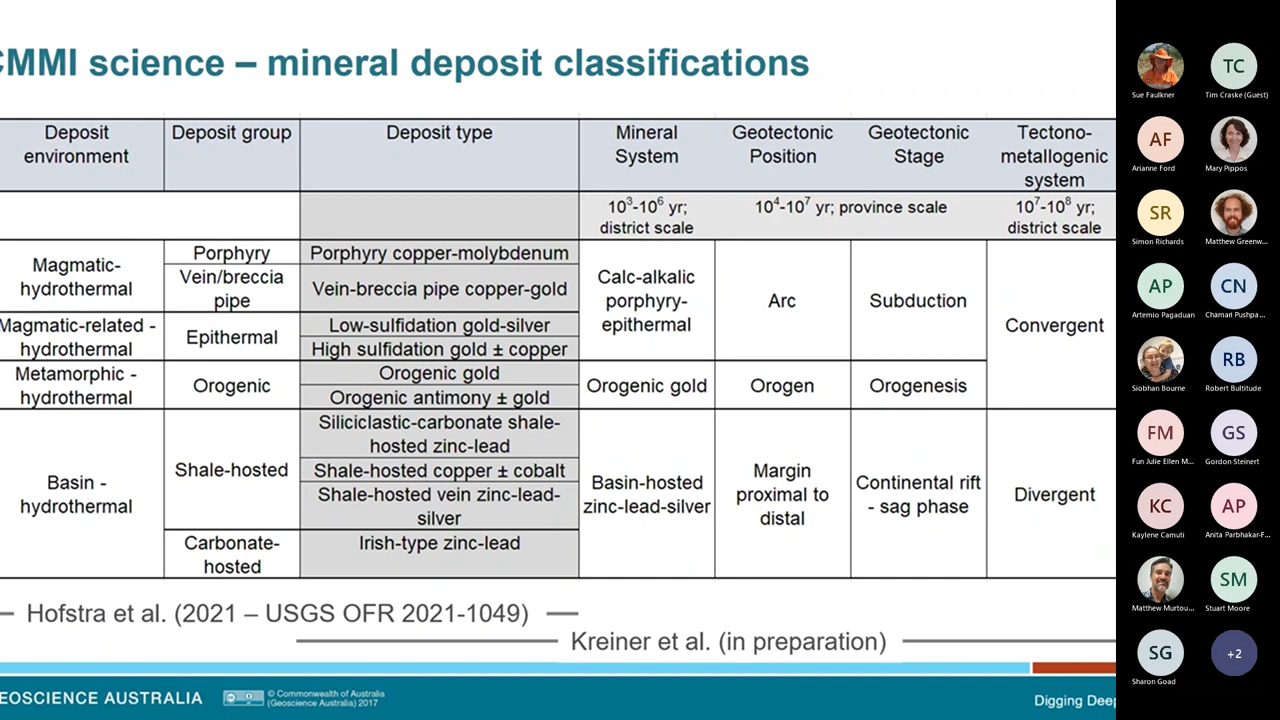 CMMI science – mineral deposit classifications
Deposit
environment
Deposit group
Deposit type
Mineral
System
Geotectonic
Position
Geotectonic
Stage
Tectono-
metallogenic
system
10³-10⁶ yr;
district scale
10⁴-10⁷ yr; province scale
10⁷-10⁸ yr;
district scale
Magmatic-
hydrothermal
Porphyry
Porphyry copper-molybdenum
Vein/breccia
pipe
Vein-breccia pipe copper-gold
Calc-alkalic
porphyry-
epithermal
Arc
Subduction
Convergent
Magmatic-related -
hydrothermal
Epithermal
Low-sulfidation gold-silver
High sulfidation gold ± copper
Metamorphic -
hydrothermal
Orogenic
Orogenic gold
Orogenic antimony ± gold
Orogenic gold
Orogen
Orogenesis
Basin -
hydrothermal
Shale-hosted
Siliciclastic-carbonate shale-
hosted zinc-lead
Shale-hosted copper ± cobalt
Shale-hosted vein zinc-lead-
silver
Carbonate-
hosted
Irish-type zinc-lead
Basin-hosted
zinc-lead-silver
Margin
proximal to
distal
Continental rift
- sag phase
Divergent
Hofstra et al. (2021 – USGS OFR 2021-1049)
Kreiner et al. (in preparation)
EOSCIENCE AUSTRALIA
© Commonwealth of Australia
(Geoscience Australia) 2017
Digging Deep
Sue Faulkner
TC
Tim Craske (Guest)
AF
Arianne Ford
Mary Pippos
SR
Simon Richards
Matthew Greenw...
AP
Artemio Pagaduan
CN
Chamari Pushpa...
Siobhan Bourne
RB
Robert Bultitude
FM
Fun Julie Ellen M...
GS
Gordon Steinert
KC
Kaylene Camuti
AP
Anita Parbhakar-F...
Matthew Murtou...
SM
Stuart Moore
SG
Sharon Goad
+2